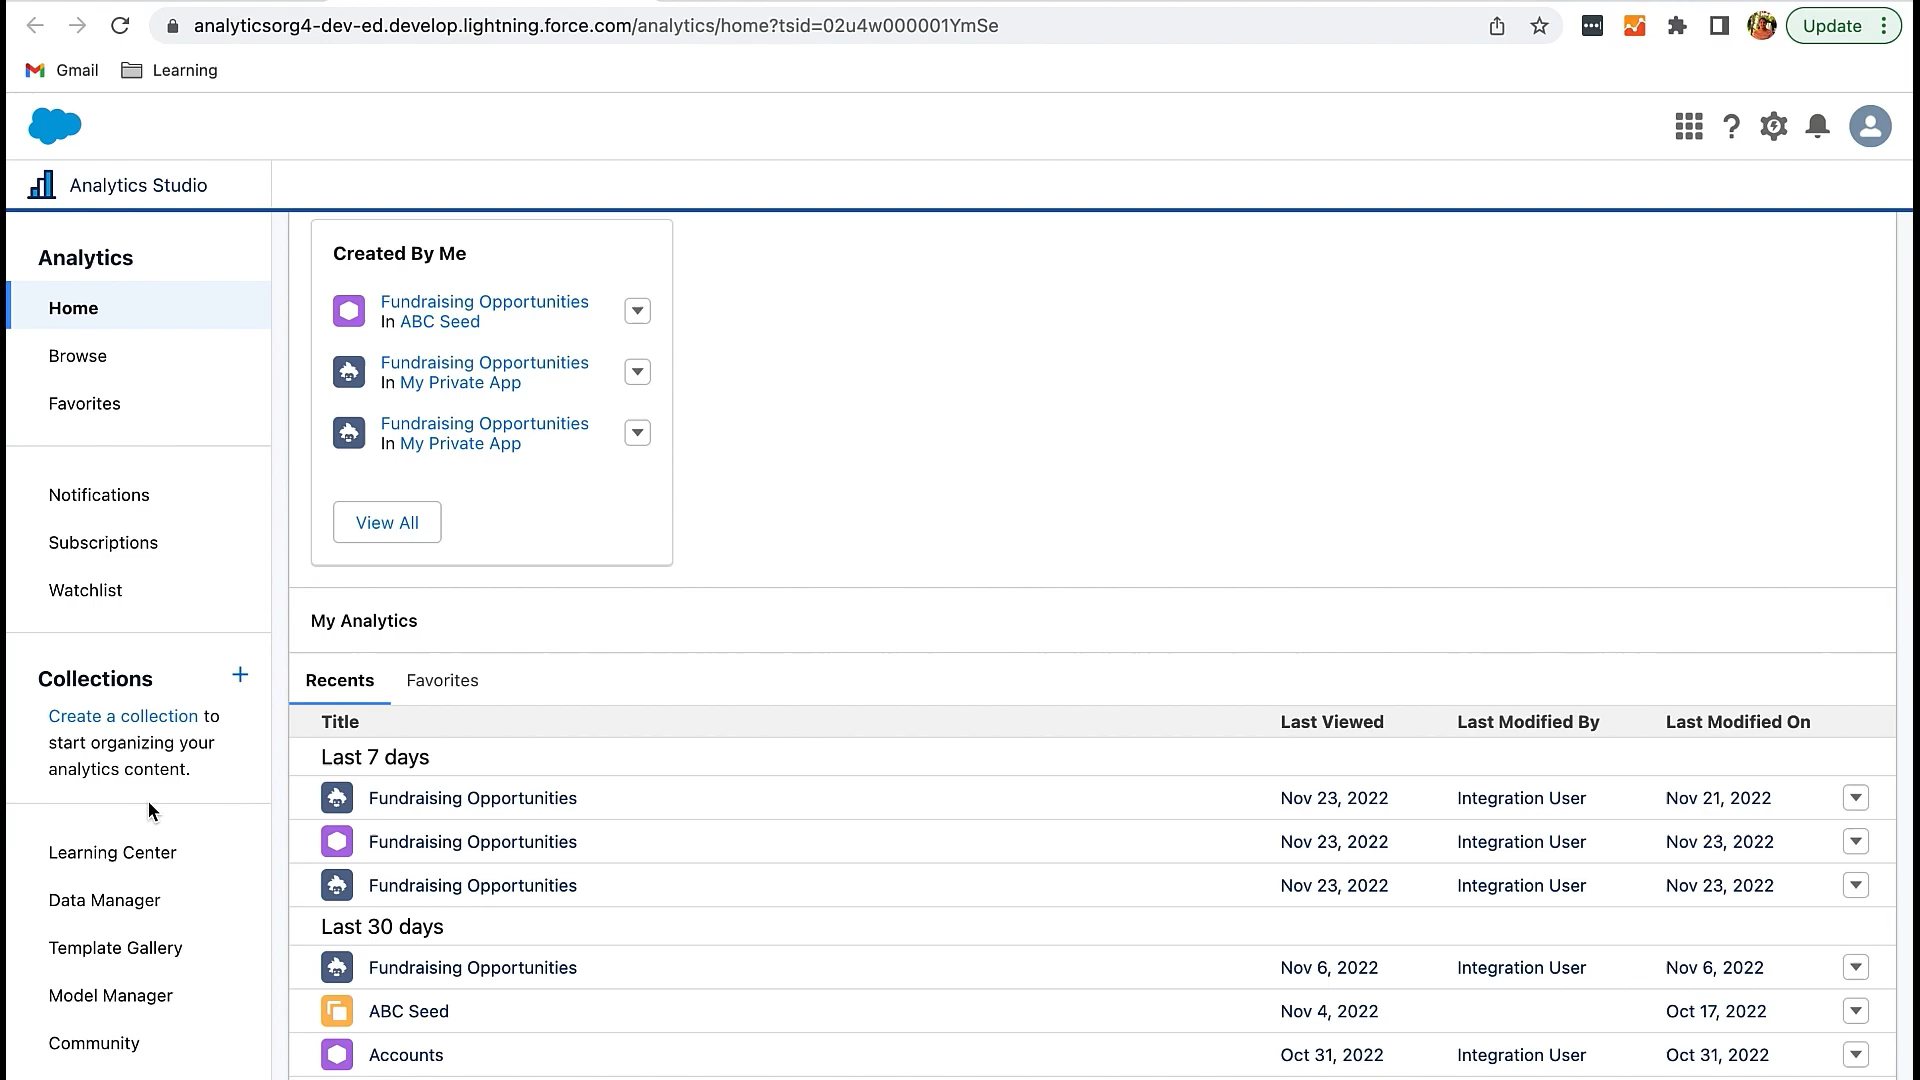 analyticsorg4-dev-ed.develop.lightning.force.com/analytics/home?tsid=02u4w000001YmSe
Update
Gmail
Learning
Analytics Studio
Analytics
Home
Browse
Favorites
Notifications
Subscriptions
Watchlist
Collections
+
Create a collection to
start organizing your
analytics content.
Learning Center
Data Manager
Template Gallery
Model Manager
Community
Created By Me
Fundraising Opportunities
In ABC Seed
Fundraising Opportunities
In My Private App
Fundraising Opportunities
In My Private App
View All
My Analytics
Recents Favorites
Title Last Viewed Last Modified By Last Modified On
Last 7 days
Fundraising Opportunities Nov 23, 2022 Integration User Nov 21, 2022
Fundraising Opportunities Nov 23, 2022 Integration User Nov 23, 2022
Fundraising Opportunities Nov 23, 2022 Integration User Nov 23, 2022
Last 30 days
Fundraising Opportunities Nov 6, 2022 Integration User Nov 6, 2022
ABC Seed Nov 4, 2022 Oct 17, 2022
Accounts Oct 31, 2022 Integration User Oct 31, 2022